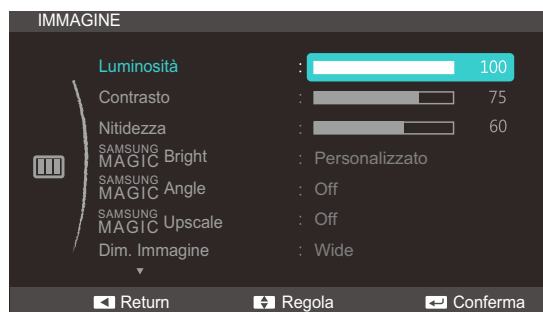 IMMAGINE
Luminosità : 100
Contrasto : 75
Nitidezza : 60
SAMSUNG MAGIC Bright : Personalizzato
SAMSUNG MAGIC Angle : Off
SAMSUNG MAGIC Upscale : Off
Dim. Immagine : Wide
Return Regola Conferma